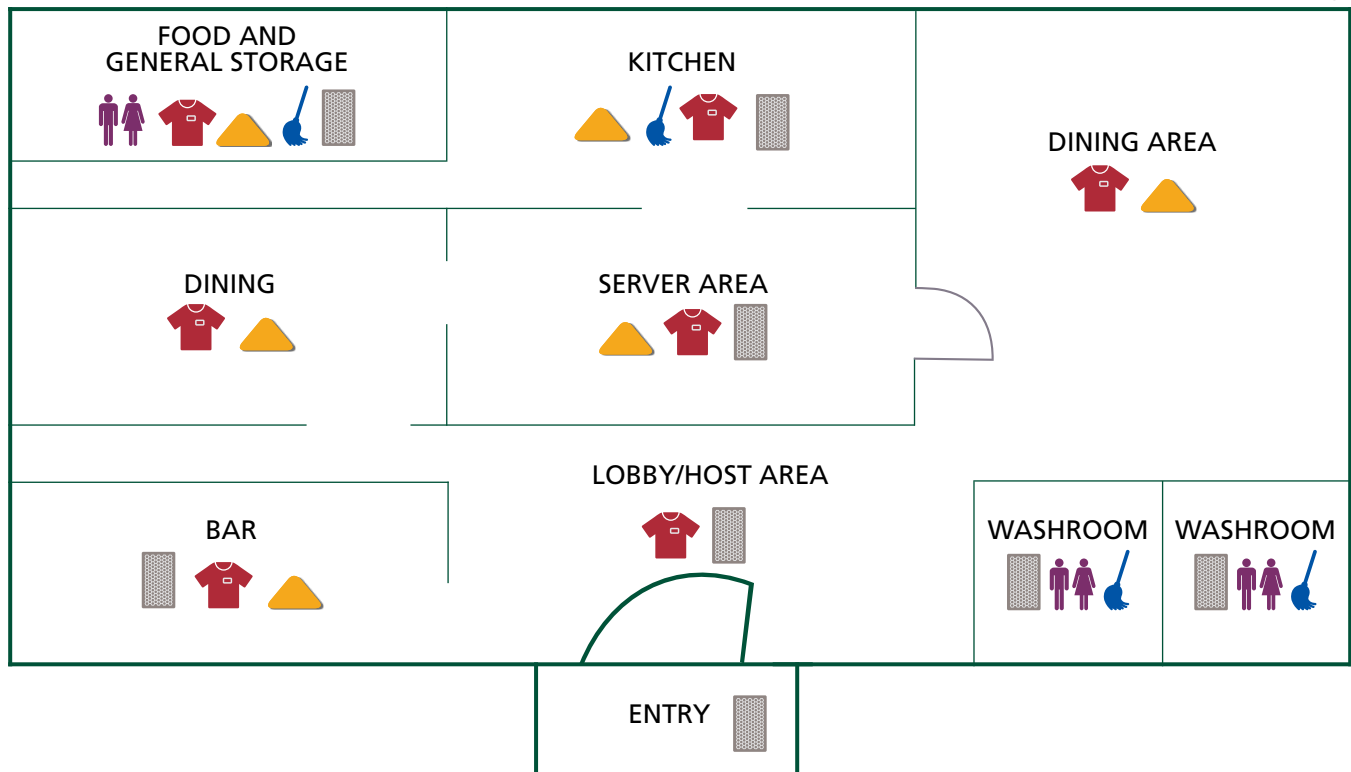 FOOD AND
GENERAL STORAGE
KITCHEN
DINING AREA
DINING
SERVER AREA
LOBBY/HOST AREA
BAR
WASHROOM
WASHROOM
ENTRY